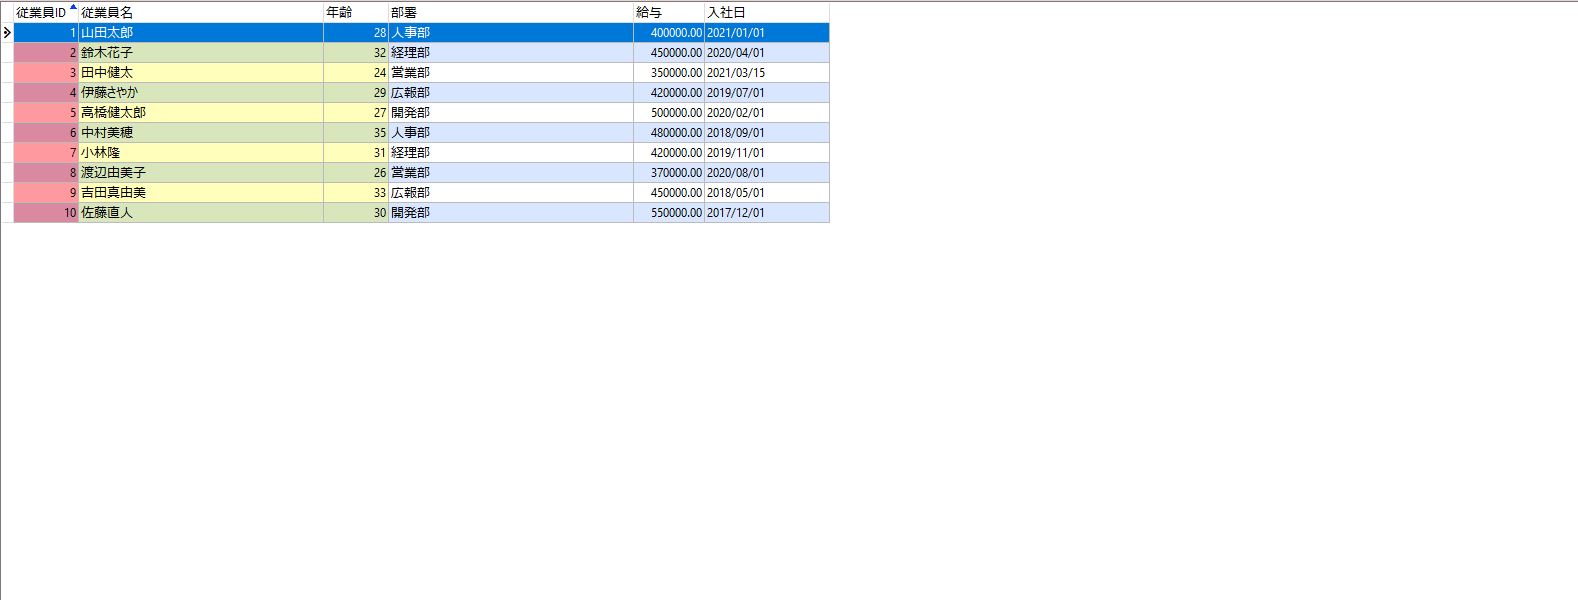 従業員ID 従業員名 年齢 部署 給与 入社日
1 山田太郎 28 人事部 400000.00 2021/01/01
2 鈴木花子 32 経理部 450000.00 2020/04/01
3 田中健太 24 営業部 350000.00 2021/03/15
4 伊藤さやか 29 広報部 420000.00 2019/07/01
5 高橋健太郎 27 開発部 500000.00 2020/02/01
6 中村美穂 35 人事部 480000.00 2018/09/01
7 小林隆 31 経理部 420000.00 2019/11/01
8 渡辺由美子 26 営業部 370000.00 2020/08/01
9 吉田真由美 33 広報部 450000.00 2018/05/01
10 佐藤直人 30 開発部 550000.00 2017/12/01